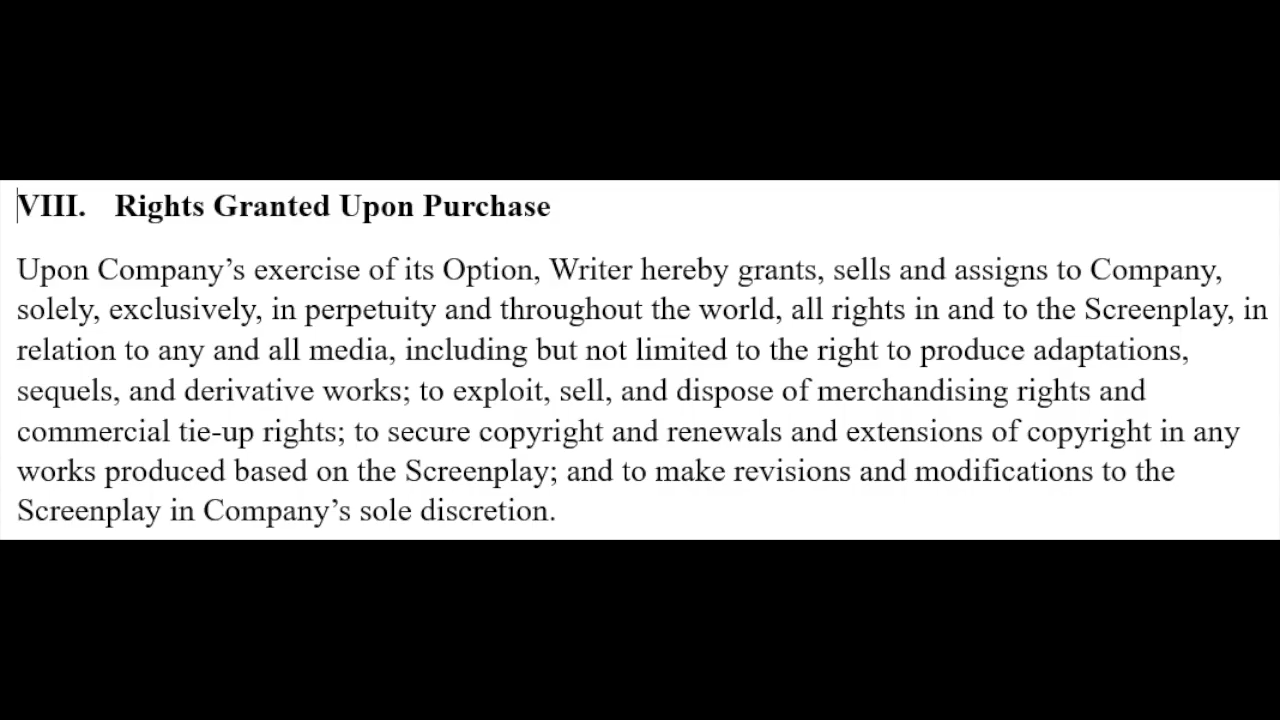 VIII. Rights Granted Upon Purchase
Upon Company’s exercise of its Option, Writer hereby grants, sells and assigns to Company,
solely, exclusively, in perpetuity and throughout the world, all rights in and to the Screenplay, in
relation to any and all media, including but not limited to the right to produce adaptations,
sequels, and derivative works; to exploit, sell, and dispose of merchandising rights and
commercial tie-up rights; to secure copyright and renewals and extensions of copyright in any
works produced based on the Screenplay; and to make revisions and modifications to the
Screenplay in Company’s sole discretion.